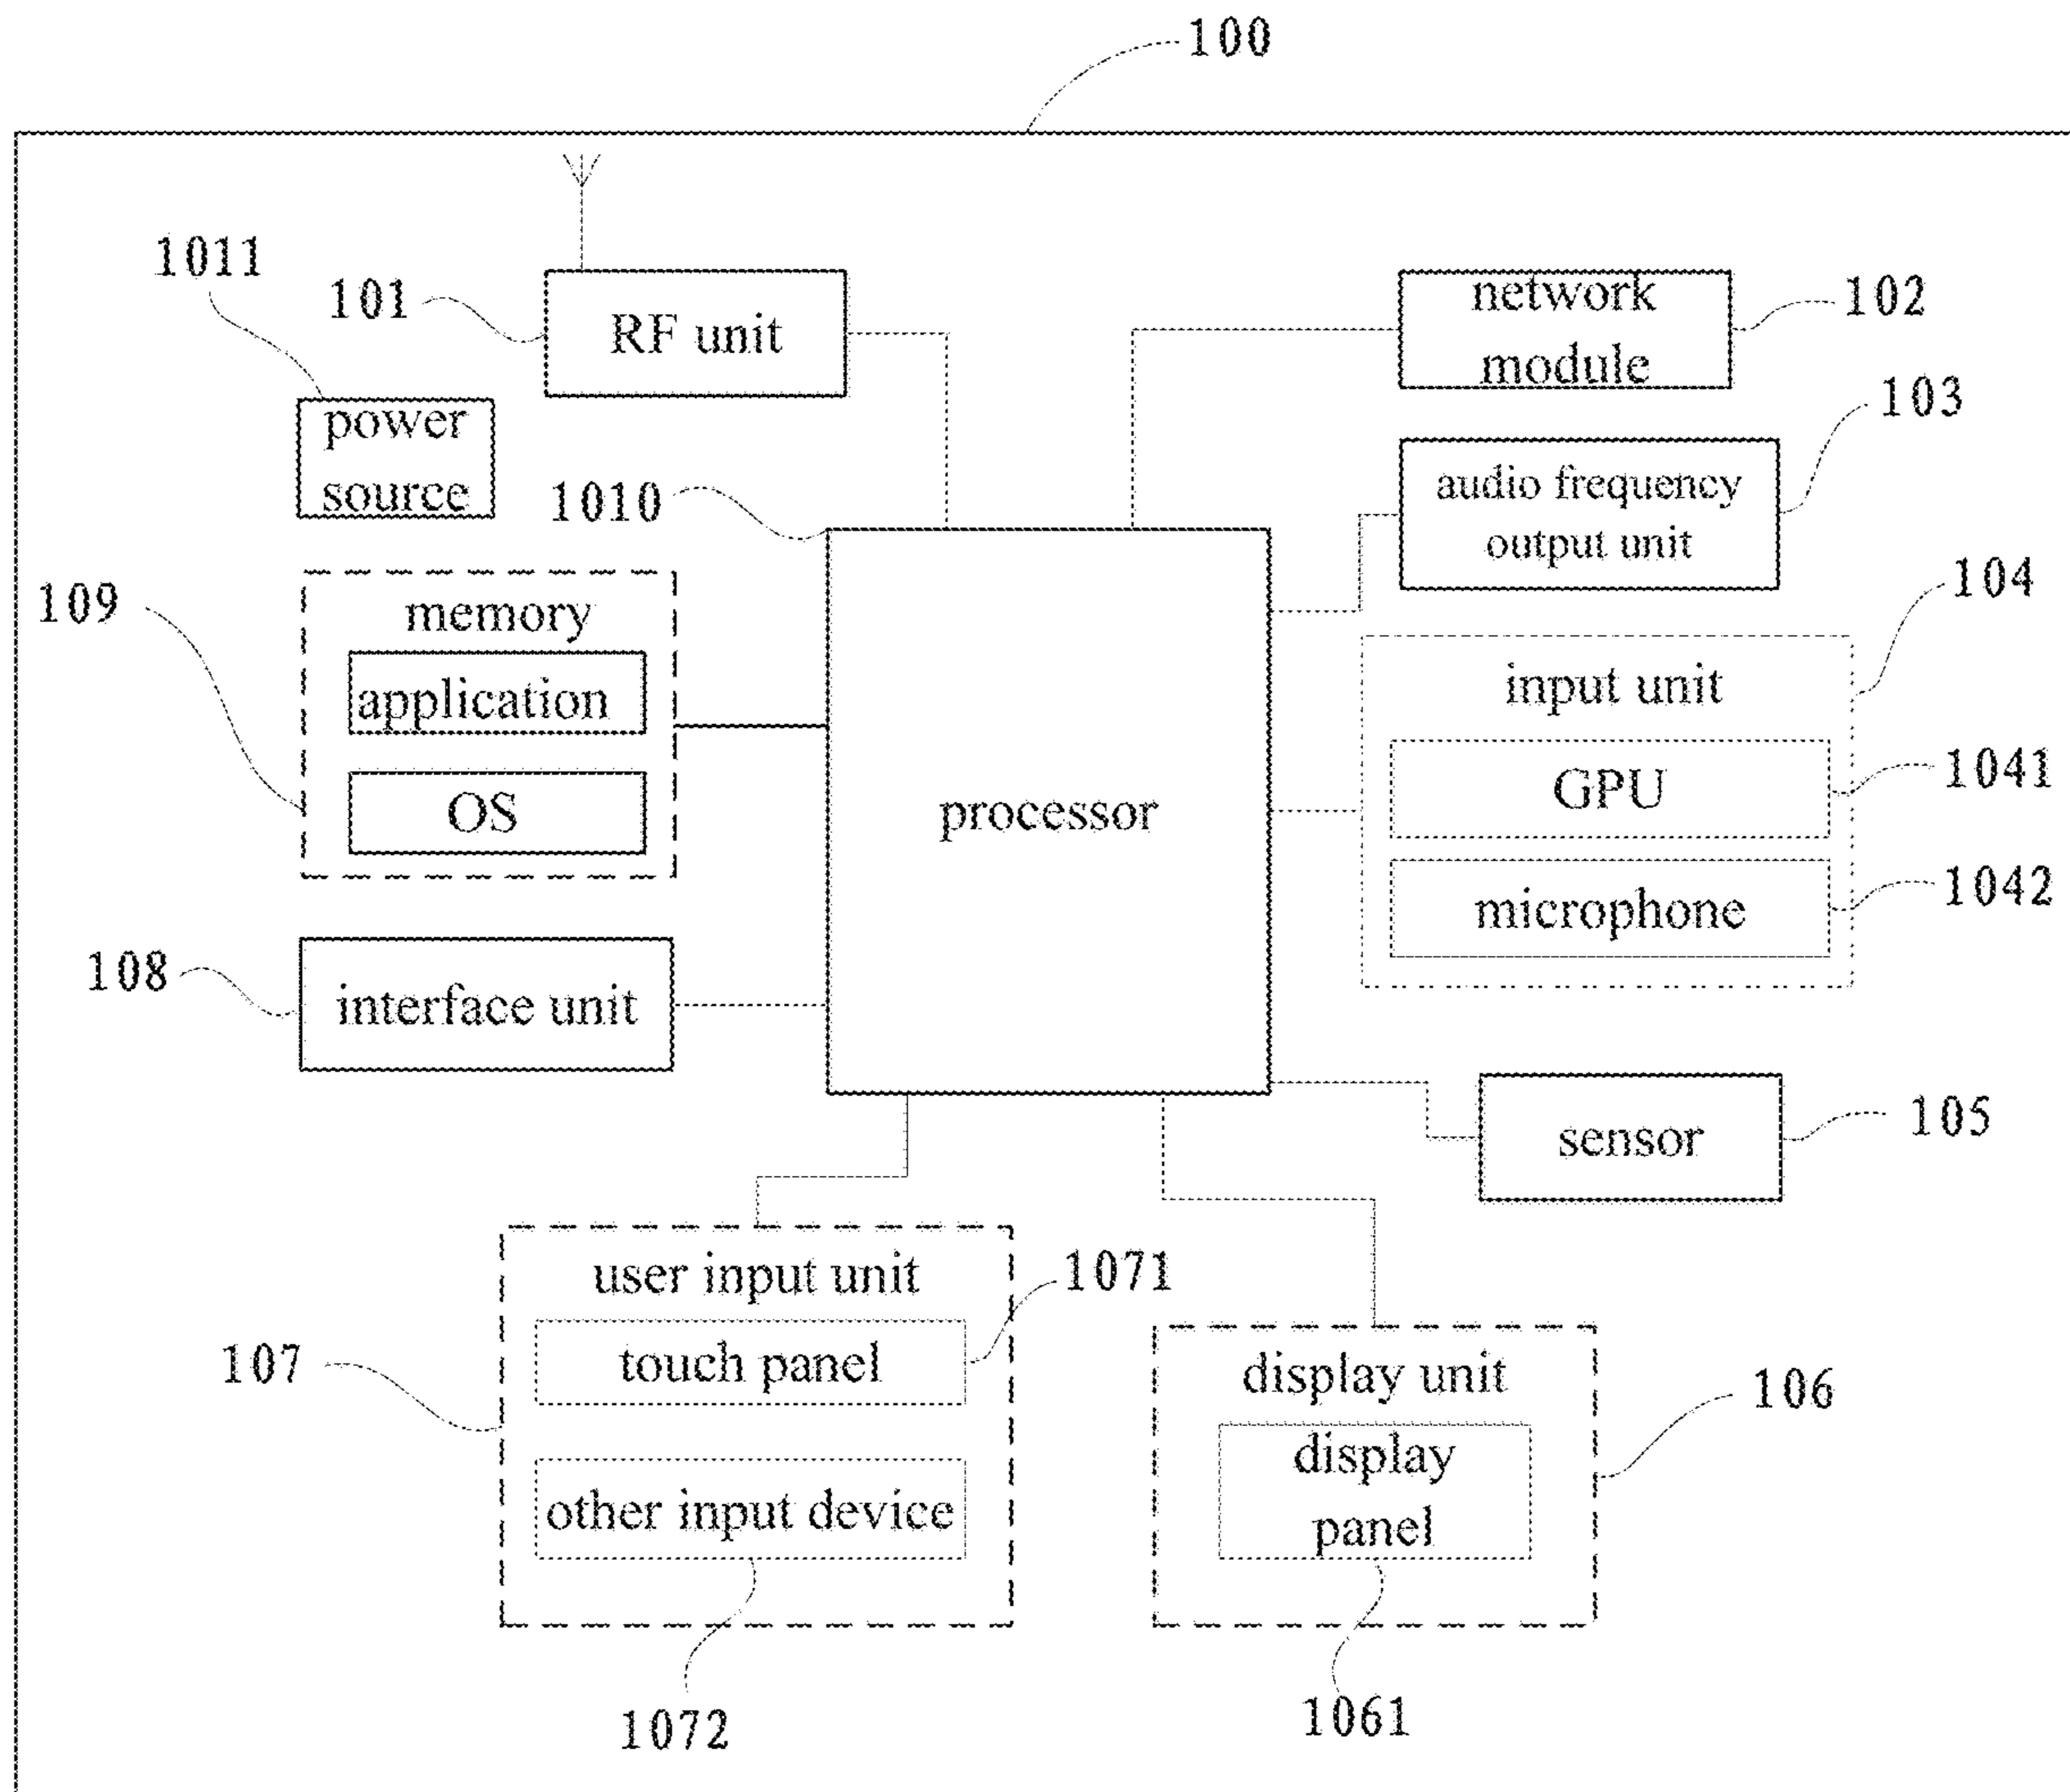 100
1011
101
RF unit
network
module
102
power
source
103
1010
audio frequency
output unit
109
memory
application
OS
104
input unit
GPU
1041
microphone
1042
processor
108
interface unit
sensor
105
user input unit
1071
touch panel
107
other input device
1072
display unit
106
display
panel
1061